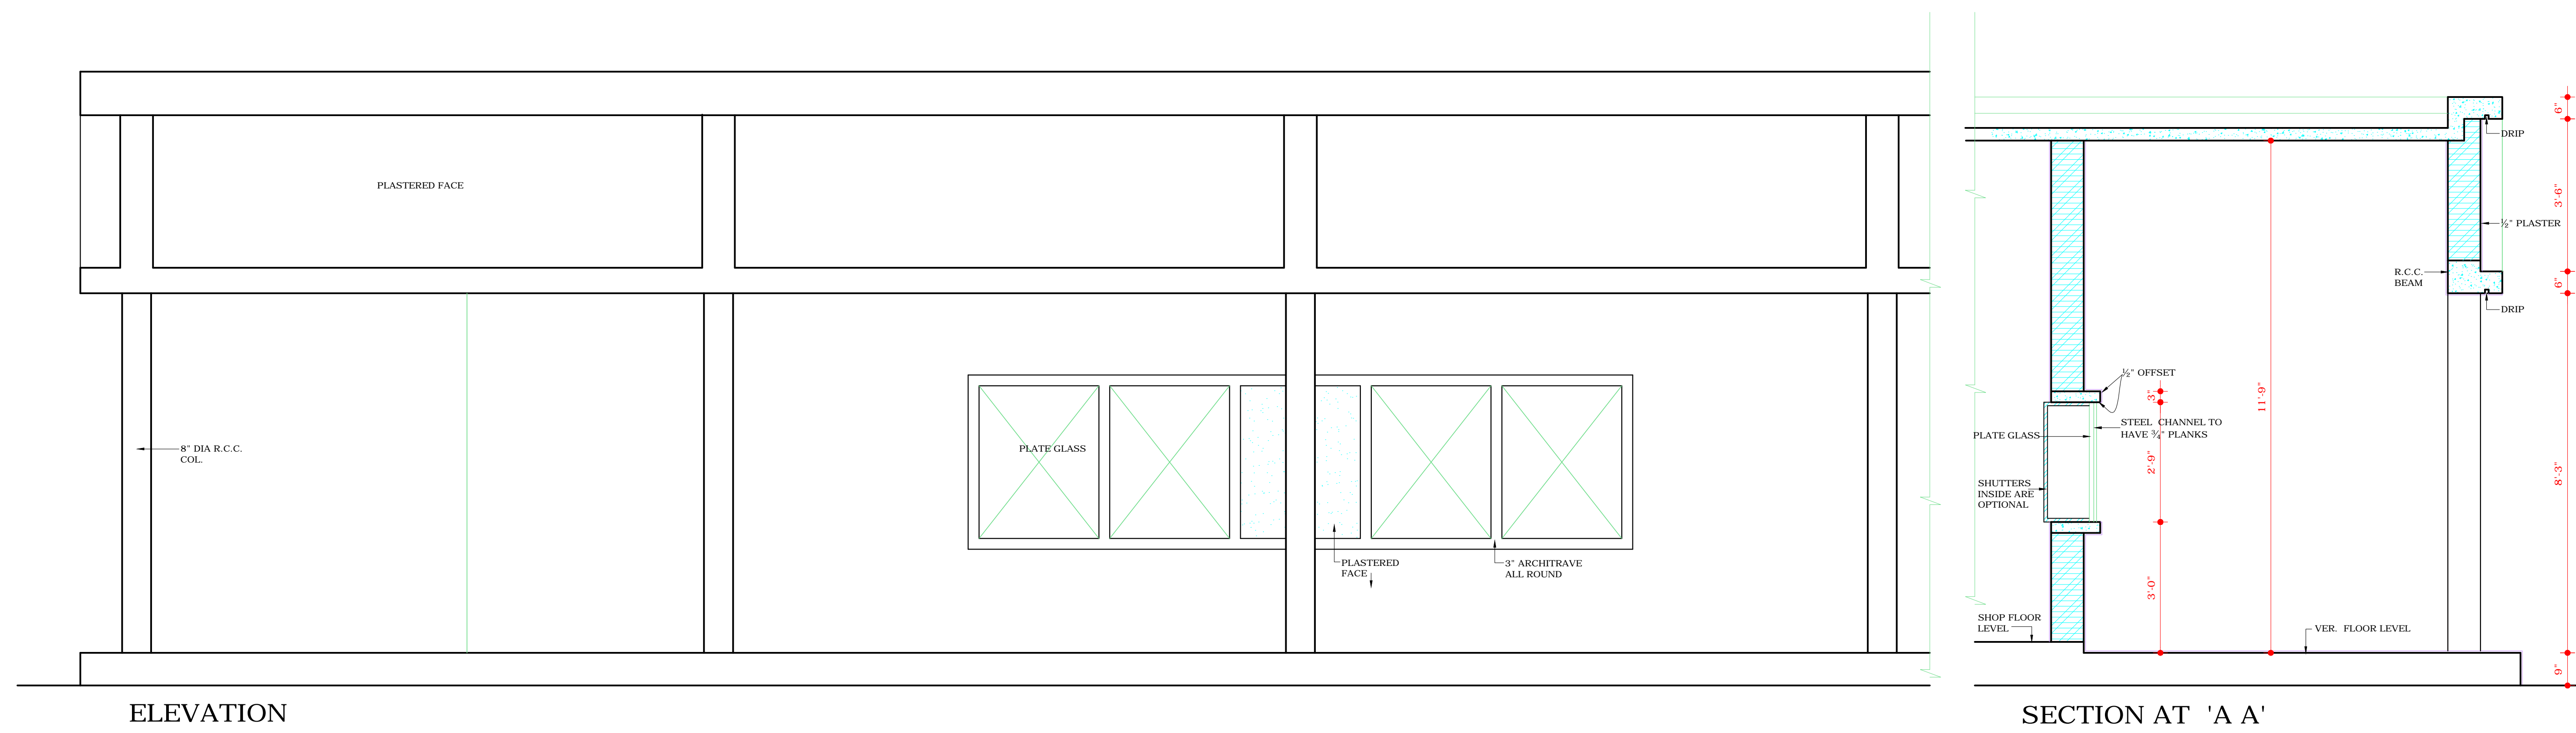 PLASTERED FACE
8" DIA R.C.C.
COL.
PLATE GLASS
PLASTERED
FACE
3" ARCHITRAVE
ALL ROUND
ELEVATION
6"
DRIP
3'-6"
½" PLASTER
R.C.C.
BEAM
6"
DRIP
½" OFFSET
3"
11'-9"
STEEL CHANNEL TO
HAVE ¾" PLANKS
PLATE GLASS
2'-9"
8'-3"
SHUTTERS
INSIDE ARE
OPTIONAL
3'-0"
SHOP FLOOR
LEVEL
VER. FLOOR LEVEL
9"
SECTION AT 'A A'